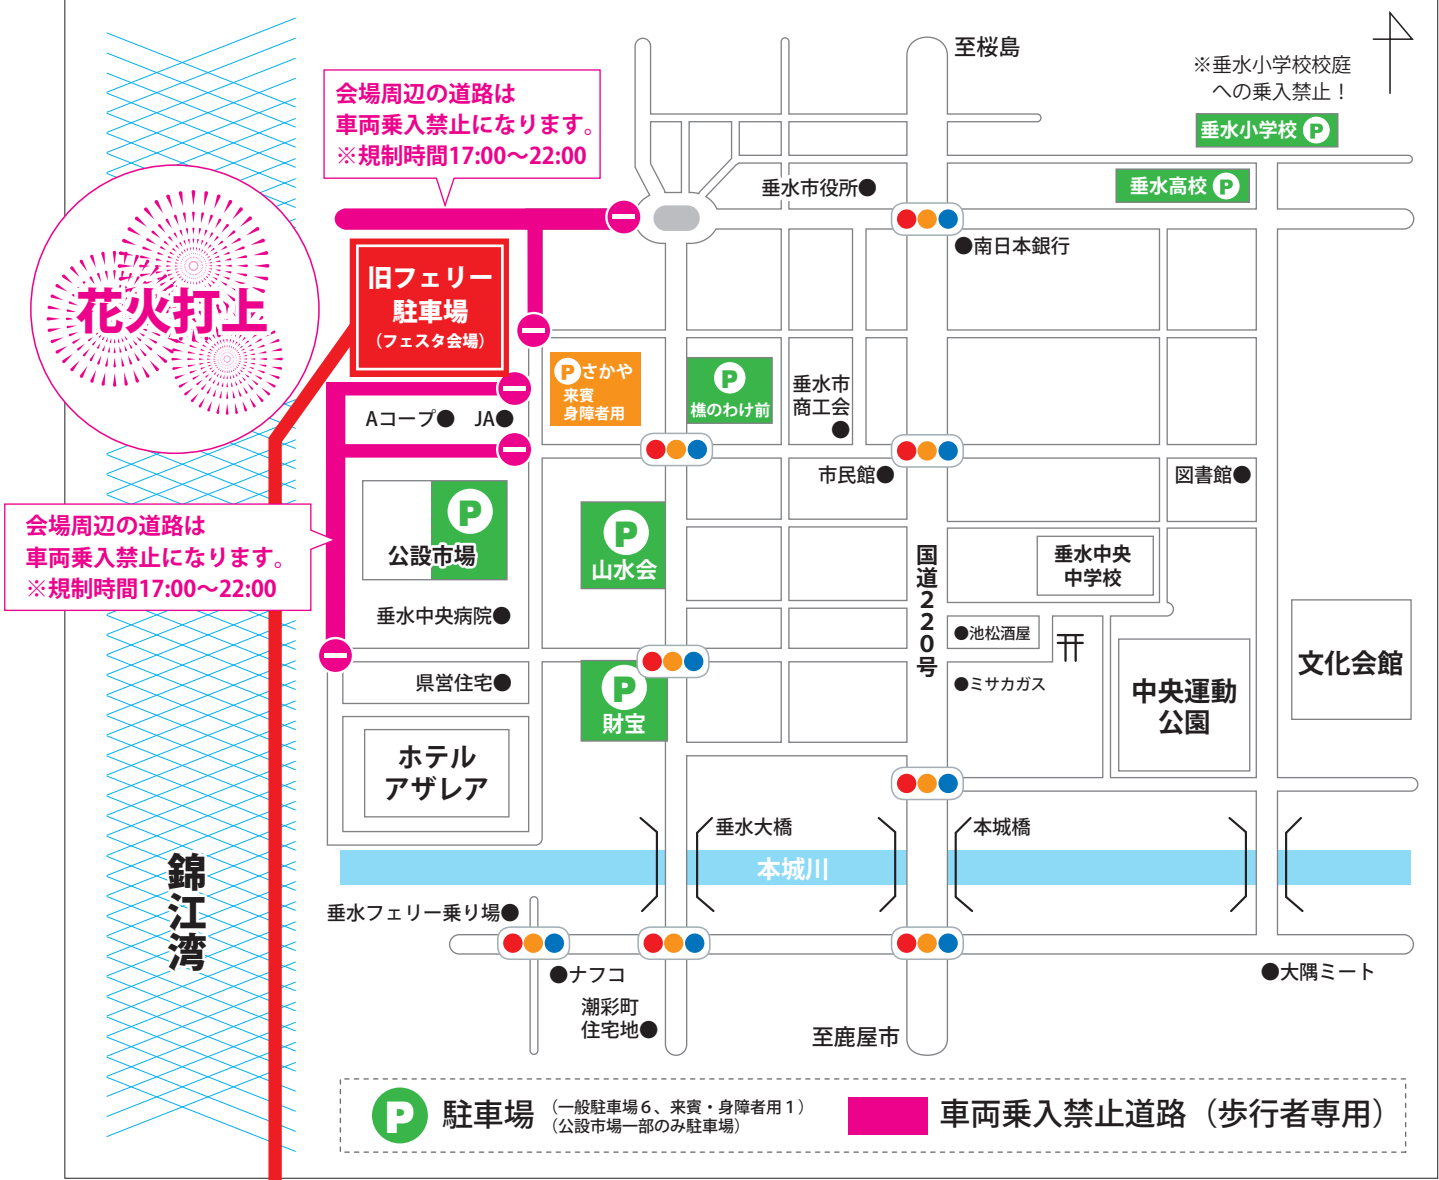 至桜島
※垂水小学校校庭
への乗入禁止！
垂水小学校 P
会場周辺の道路は
車両乗入禁止になります。
※規制時間17:00～22:00
垂水市役所●
垂水高校 P
●南日本銀行
花火打上
旧フェリー
駐車場
（フェスタ会場）
Pさかや
来賓
身障者用
P
樵のわけ前
垂水市
商工会
●
Aコープ●
JA●
市民館●
図書館●
会場周辺の道路は
車両乗入禁止になります。
※規制時間17:00～22:00
P
公設市場
P
山水会
国道220号
垂水中央
中学校
垂水中央病院●
●池松酒屋
文化会館
県営住宅●
P
財宝
●ミサカガス
中央運動
公園
ホテル
アザレア
垂水大橋
本城橋
本城川
錦江湾
垂水フェリー乗り場●
●ナフコ
●大隅ミート
潮彩町
住宅地●
至鹿屋市
P 駐車場
（一般駐車場６、来賓・身障者用１）
（公設市場一部のみ駐車場）
車両乗入禁止道路（歩行者専用）